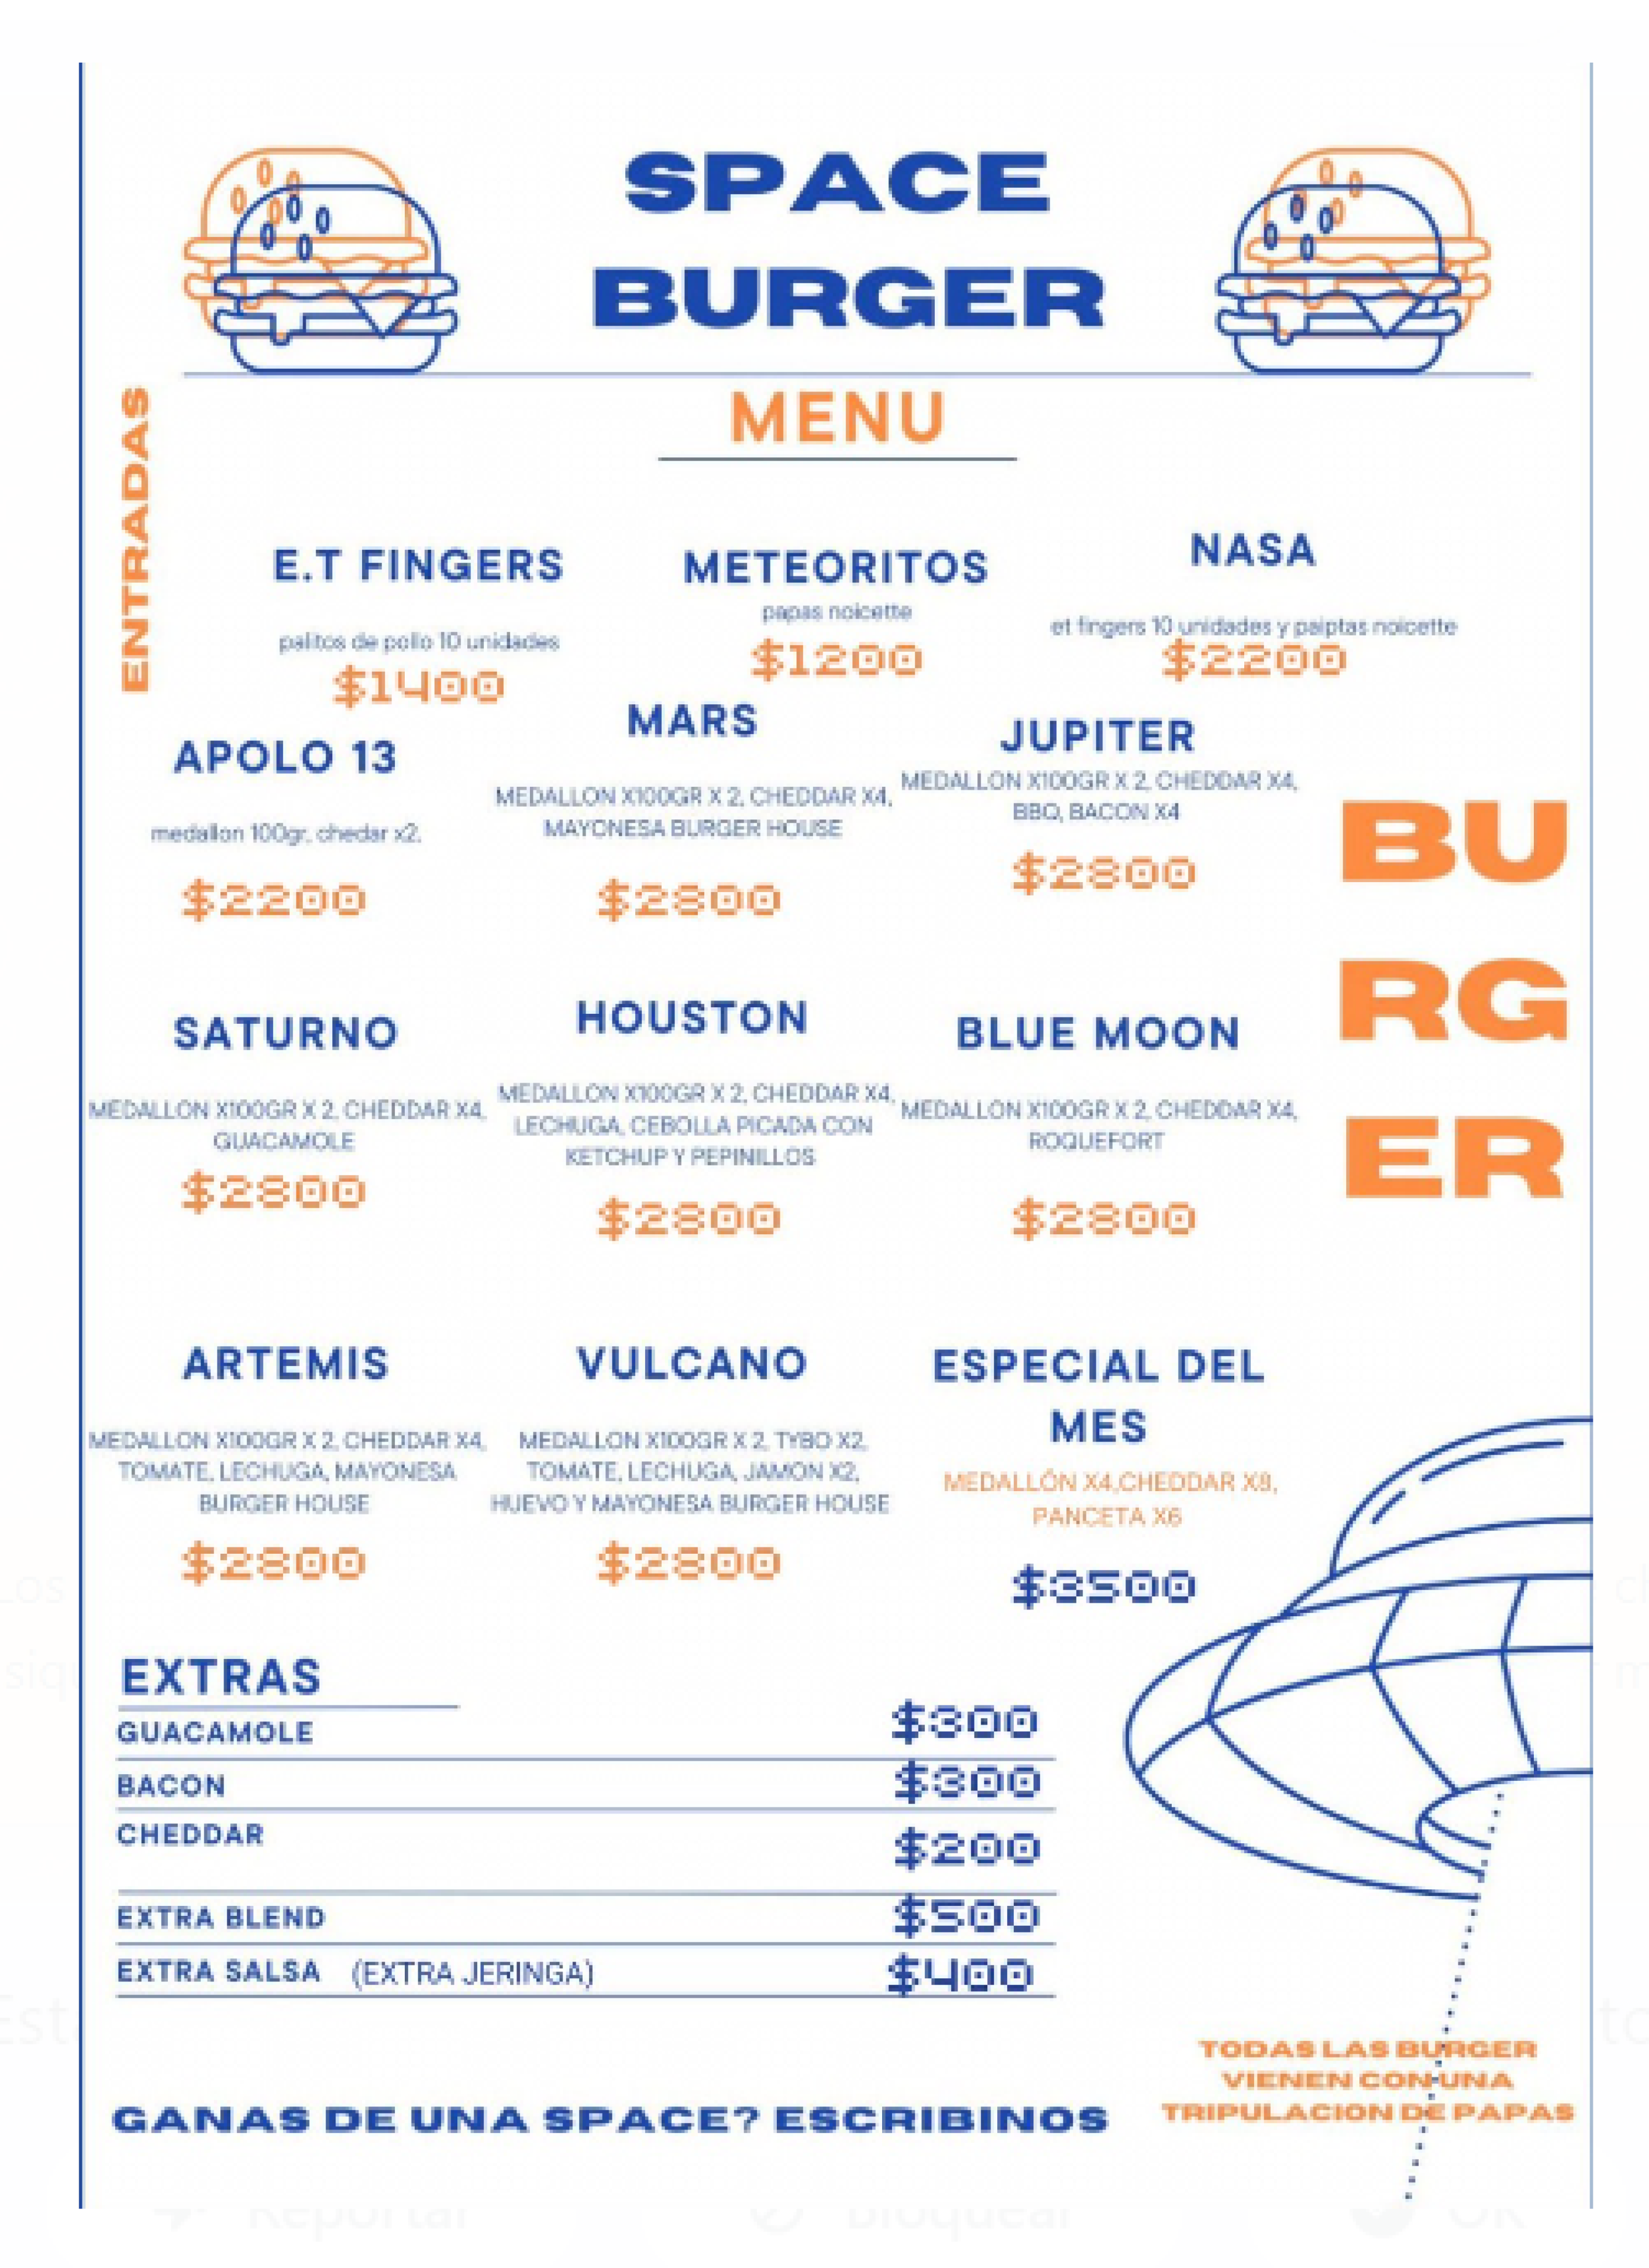 SPACE
BURGER
MENU
ENTRADAS
E.T FINGERS
palitos de pollo 10 unidades
$1400
METEORITOS
papas noicette
$1200
NASA
et fingers 10 unidades y paiptas noicette
$2200
APOLO 13
medallon 100gr, chedar x2,
$2200
MARS
MEDALLON X100GR X 2, CHEDDAR X4,
MAYONESA BURGER HOUSE
$2800
JUPITER
MEDALLON X100GR X 2, CHEDDAR X4,
BBQ, BACON X4
$2800
BU
RG
ER
SATURNO
MEDALLON X100GR X 2, CHEDDAR X4,
GUACAMOLE
$2800
HOUSTON
MEDALLON X100GR X 2, CHEDDAR X4,
LECHUGA, CEBOLLA PICADA CON
KETCHUP Y PEPINILLOS
$2800
BLUE MOON
MEDALLON X100GR X 2, CHEDDAR X4,
ROQUEFORT
$2800
ARTEMIS
MEDALLON X100GR X 2, CHEDDAR X4,
TOMATE, LECHUGA, MAYONESA
BURGER HOUSE
$2800
VULCANO
MEDALLON X100GR X 2, TYBO X2,
TOMATE, LECHUGA, JAMON X2,
HUEVO Y MAYONESA BURGER HOUSE
$2800
ESPECIAL DEL
MES
MEDALLÓN X4,CHEDDAR X8,
PANCETA X6
$3500
EXTRAS
GUACAMOLE $300
BACON $300
CHEDDAR $200
EXTRA BLEND $500
EXTRA SALSA (EXTRA JERINGA) $400
GANAS DE UNA SPACE? ESCRIBINOS
TODAS LAS BURGER
VIENEN CON UNA
TRIPULACION DE PAPAS